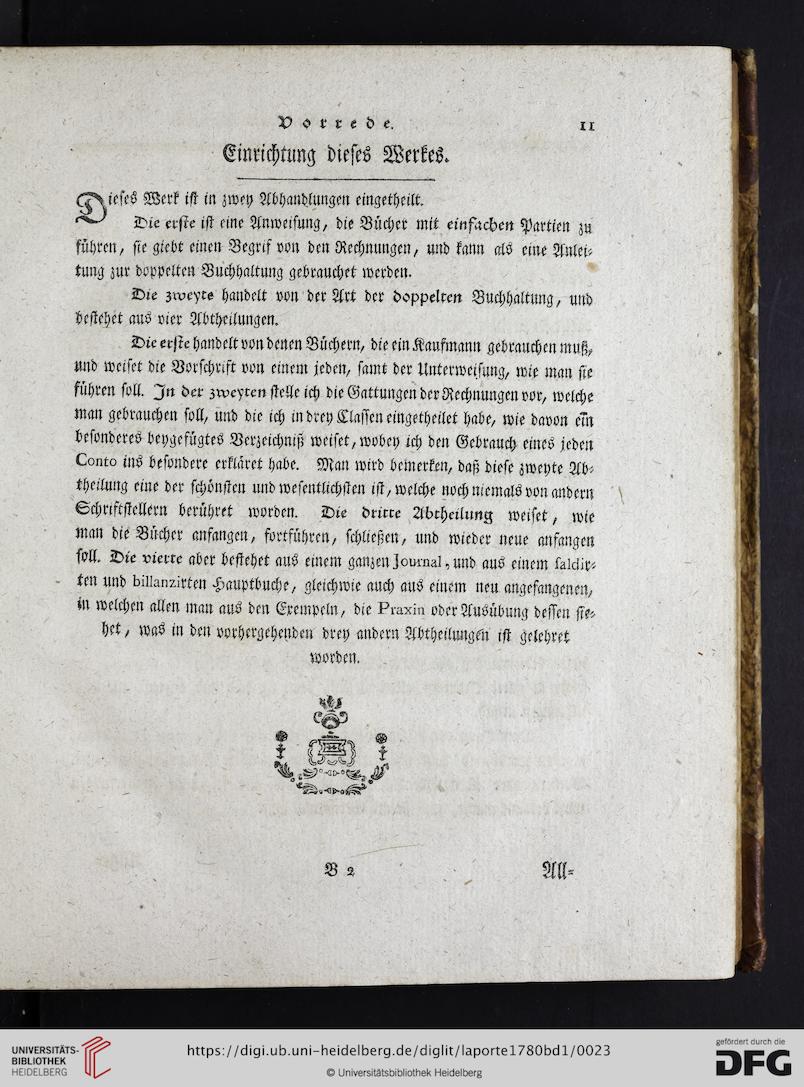 Vorrede. 11
Einrichtung dieses Werkes.
Dieses Werk ist in zwey Abhandlungen eingetheilt.
Die erste ist eine Anweisung, die Bücher mit einfachen Partien zu
führen, sie giebt einen Begrif von den Rechnungen, und kann als eine Anlei-
tung zur doppelten Buchhaltung gebrauchet werden.
Die zweyte handelt von der Art der doppelten Buchhaltung, und
bestehet aus vier Abtheilungen.
Die erste handelt von denen Büchern, die ein Kaufmann gebrauchen muß,
und weiset die Vorschrift von einem jeden, samt der Unterweisung, wie man sie
führen soll. In der zweyten stelle ich die Gattungen der Rechnungen vor, welche
man gebrauchen soll, und die ich in drey Classen eingetheilet habe, wie davon ein
besonderes beygefügtes Verzeichniß weiset, wobey ich den Gebrauch eines jeden
Conto ins besondere erkläret habe. Man wird bemerken, daß diese zweyte Ab-
theilung eine der schönsten und wesentlichsten ist, welche noch niemals von andern
Schriftstellern berühret worden. Die dritte Abtheilung weiset, wie
man die Bücher anfangen, fortführen, schließen, und wieder neue anfangen
soll. Die vierte aber bestehet aus einem ganzen Journal, und aus einem saldir-
ten und billanzirten Hauptbuche, gleichwie auch aus einem neu angefangenen,
in welchen allen man aus den Exempeln, die Praxin oder Ausübung dessen sie-
het, was in den vorhergehenden drey andern Abtheilungen ist gelehret
worden.
B 2 All-
UNIVERSITÄTS-
BIBLIOTHEK
HEIDELBERG
https://digi.ub.uni-heidelberg.de/diglit/laporte1780bd1/0023
© Universitätsbibliothek Heidelberg
gefördert durch die
DFG